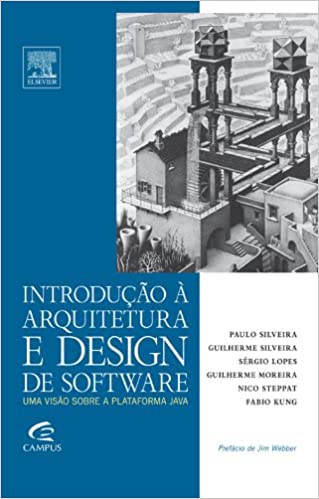 ELSEVIER
INTRODUÇÃO À
ARQUITETURA
E DESIGN
DE SOFTWARE
UMA VISÃO SOBRE A PLATAFORMA JAVA
PAULO SILVEIRA
GUILHERME SILVEIRA
SÉRGIO LOPES
GUILHERME MOREIRA
NICO STEPPAT
FABIO KUNG
Prefácio de Jim Webber
CAMPUS